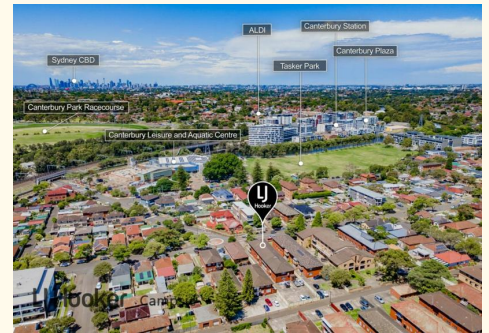 ALDI
Canterbury Station
Canterbury Plaza
Sydney CBD
Tasker Park
Canterbury Park Racecourse
Canterbury Leisure and Aquatic Centre
LJ
Hooker
LJ Hooker